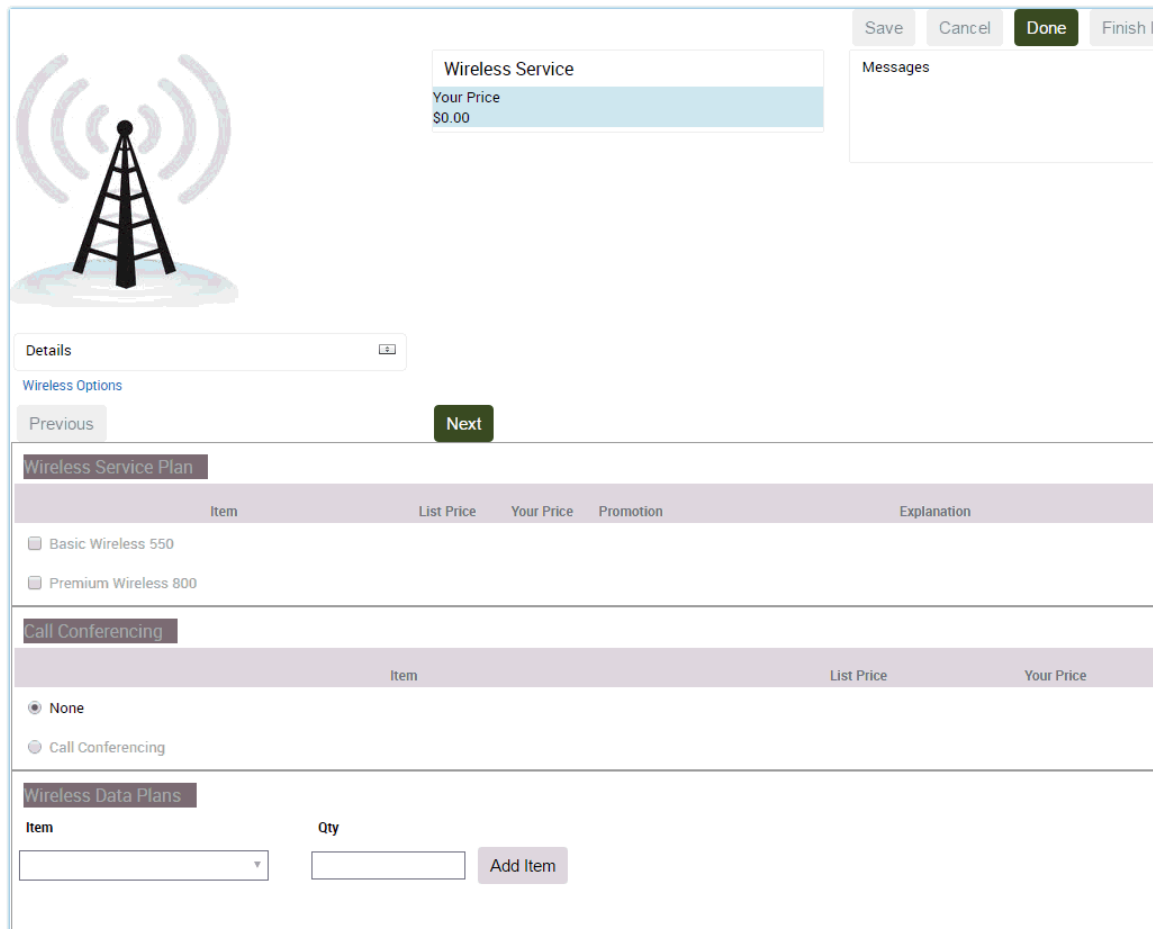 Save Cancel Done Finish
Wireless Service
Messages
Your Price
$0.00
Details
Wireless Options
Previous Next
Wireless Service Plan
Item List Price Your Price Promotion Explanation
Basic Wireless 550
Premium Wireless 800
Call Conferencing
Item List Price Your Price
None
Call Conferencing
Wireless Data Plans
Item Qty
Add Item